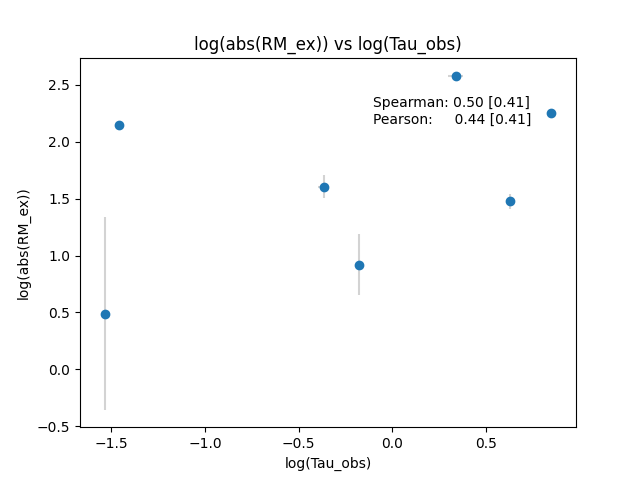 log(abs(RM_ex)) vs log(Tau_obs)
2.5
Spearman: 0.50 [0.41]
Pearson: 0.44 [0.41]
2.0
1.5
log(abs(RM_ex))
1.0
0.5
0.0
−0.5
−1.5 −1.0 −0.5 0.0 0.5
log(Tau_obs)